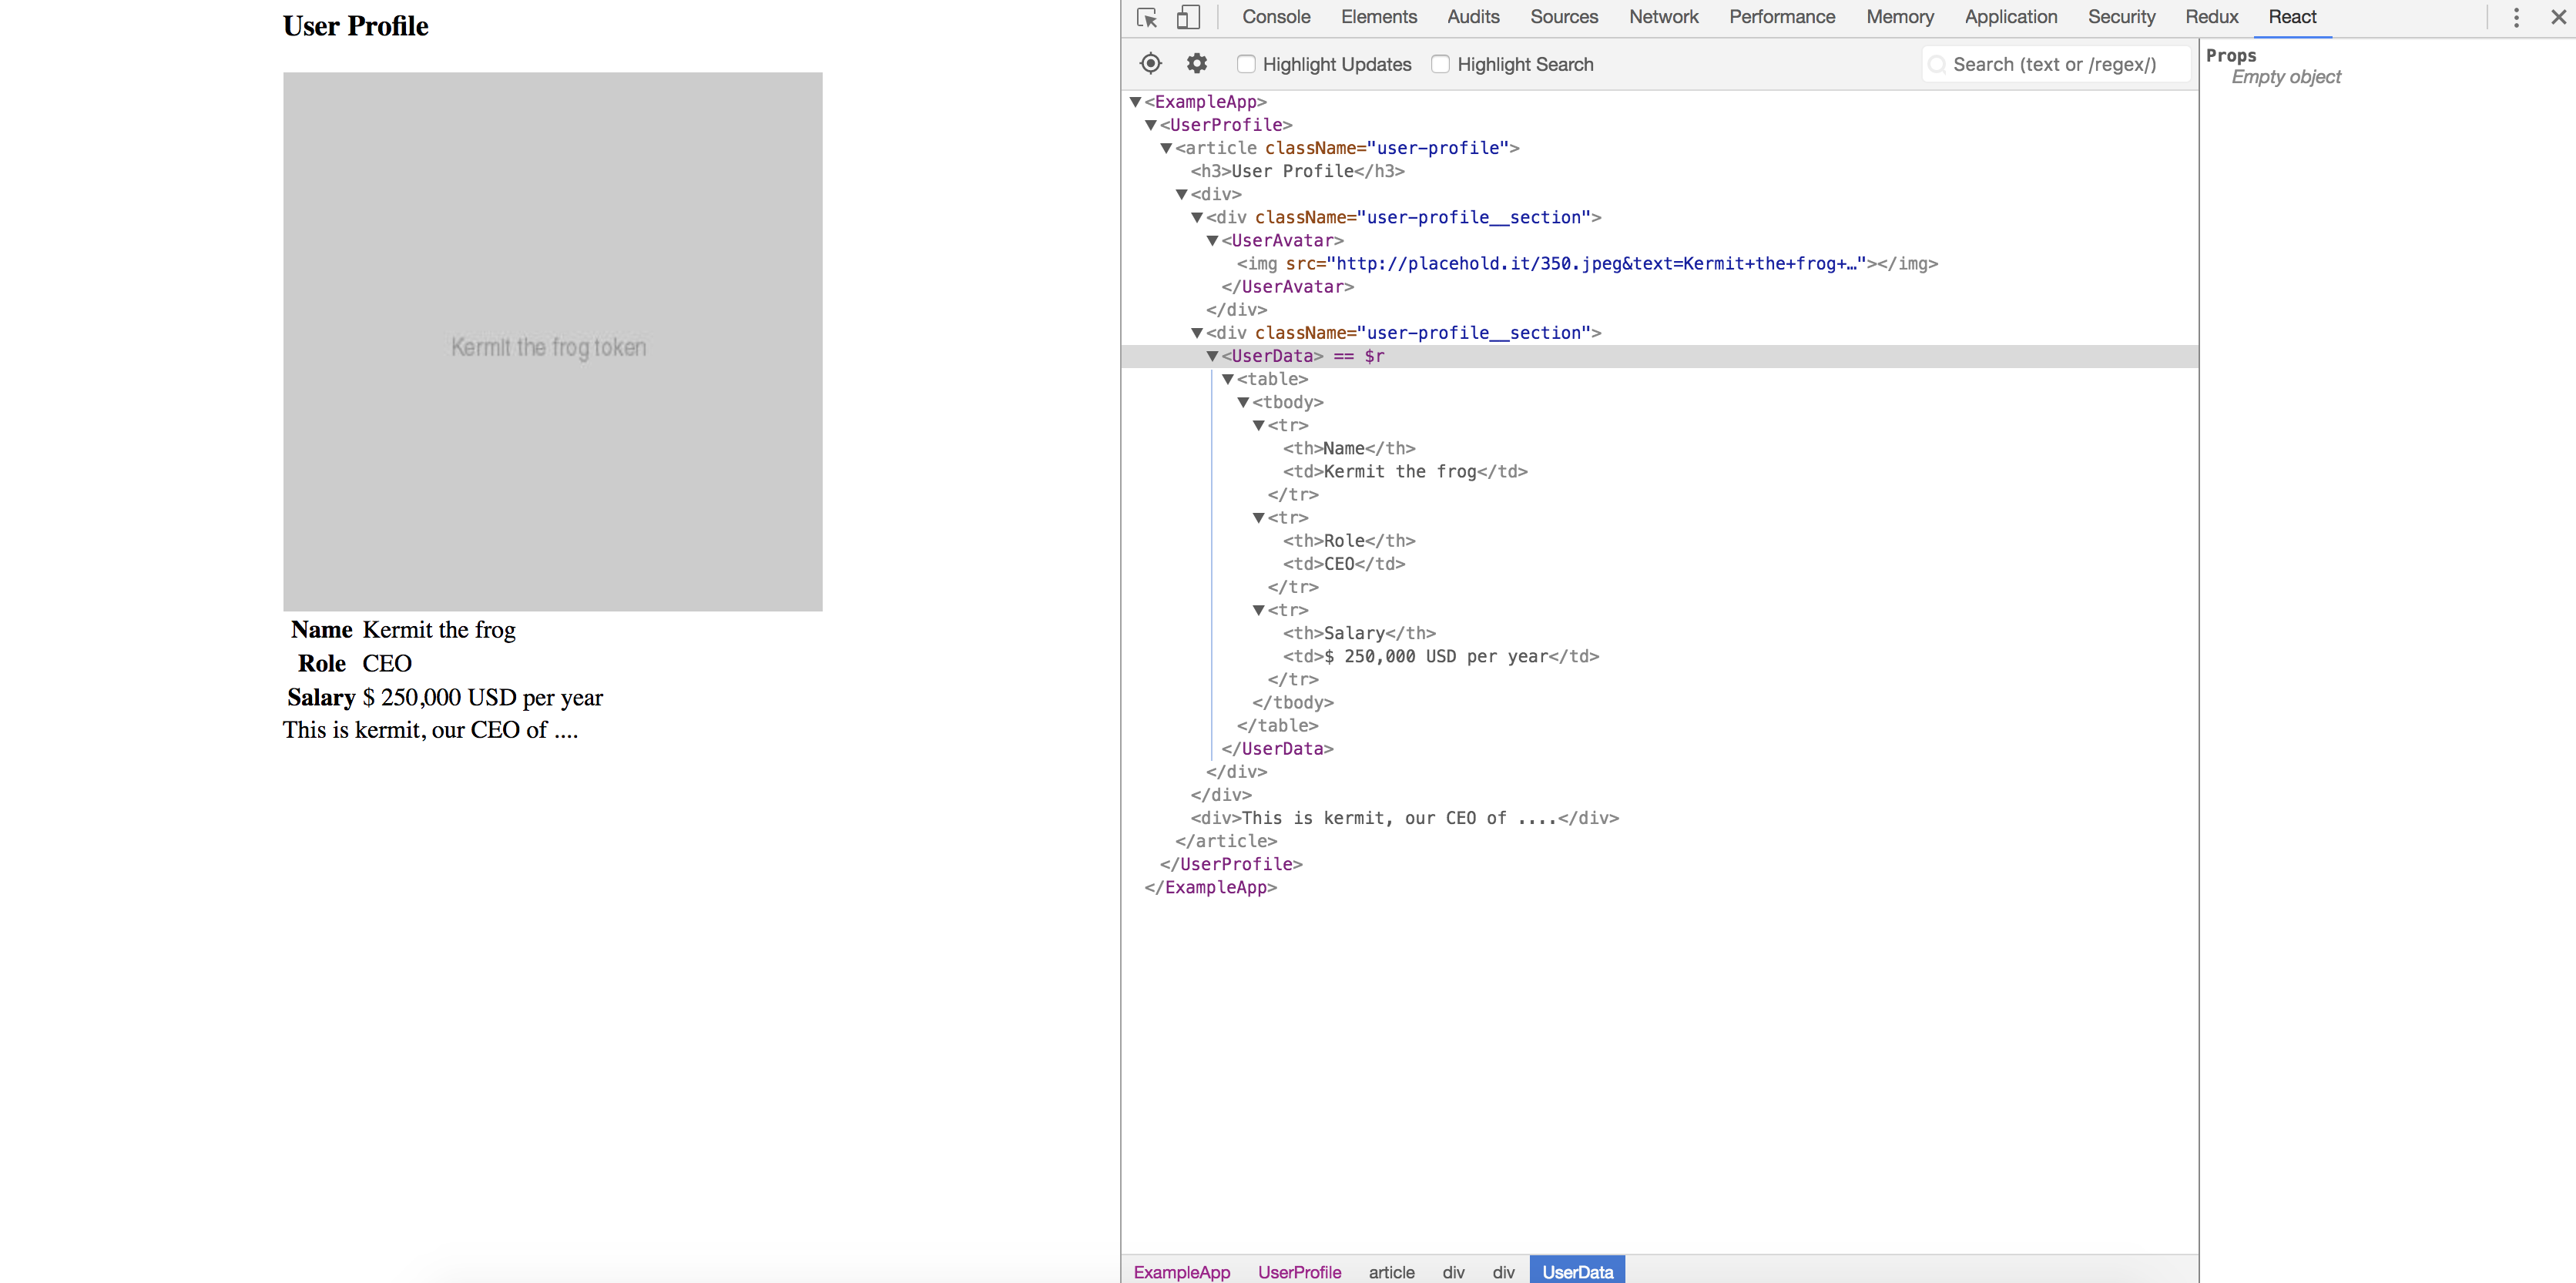 User Profile
Kermit the frog token
Name Kermit the frog
Role CEO
Salary $ 250,000 USD per year
This is kermit, our CEO of ....
Console Elements Audits Sources Network Performance Memory Application Security Redux React
Highlight Updates Highlight Search Search (text or /regex/)
<ExampleApp>
<UserProfile>
<article className="user-profile">
<h3>User Profile</h3>
<div>
<div className="user-profile__section">
<UserAvatar>
<img src="http://placehold.it/350.jpeg&text=Kermit+the+frog+…"></img>
</UserAvatar>
</div>
<div className="user-profile__section">
<UserData> == $r
<table>
<tbody>
<tr>
<th>Name</th>
<td>Kermit the frog</td>
</tr>
<tr>
<th>Role</th>
<td>CEO</td>
</tr>
<tr>
<th>Salary</th>
<td>$ 250,000 USD per year</td>
</tr>
</tbody>
</table>
</UserData>
</div>
</div>
<div>This is kermit, our CEO of ....</div>
</article>
</UserProfile>
</ExampleApp>
ExampleApp UserProfile article div div UserData
Props
Empty object